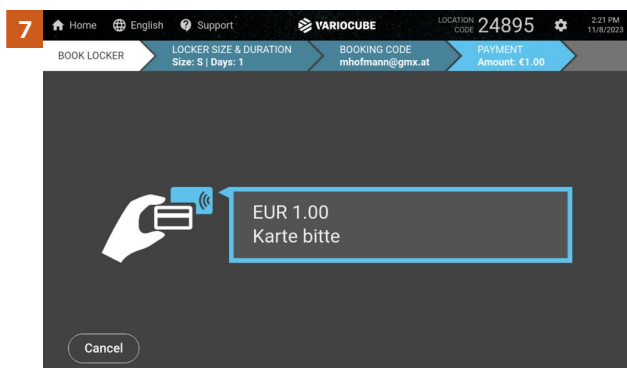 7
Home English Support VARIOCUBE LOCATION CODE 24895 2:21 PM 11/8/2023
BOOK LOCKER
LOCKER SIZE & DURATION
Size: S | Days: 1
BOOKING CODE
mhofmann@gmx.at
PAYMENT
Amount: €1.00
EUR 1.00
Karte bitte
Cancel